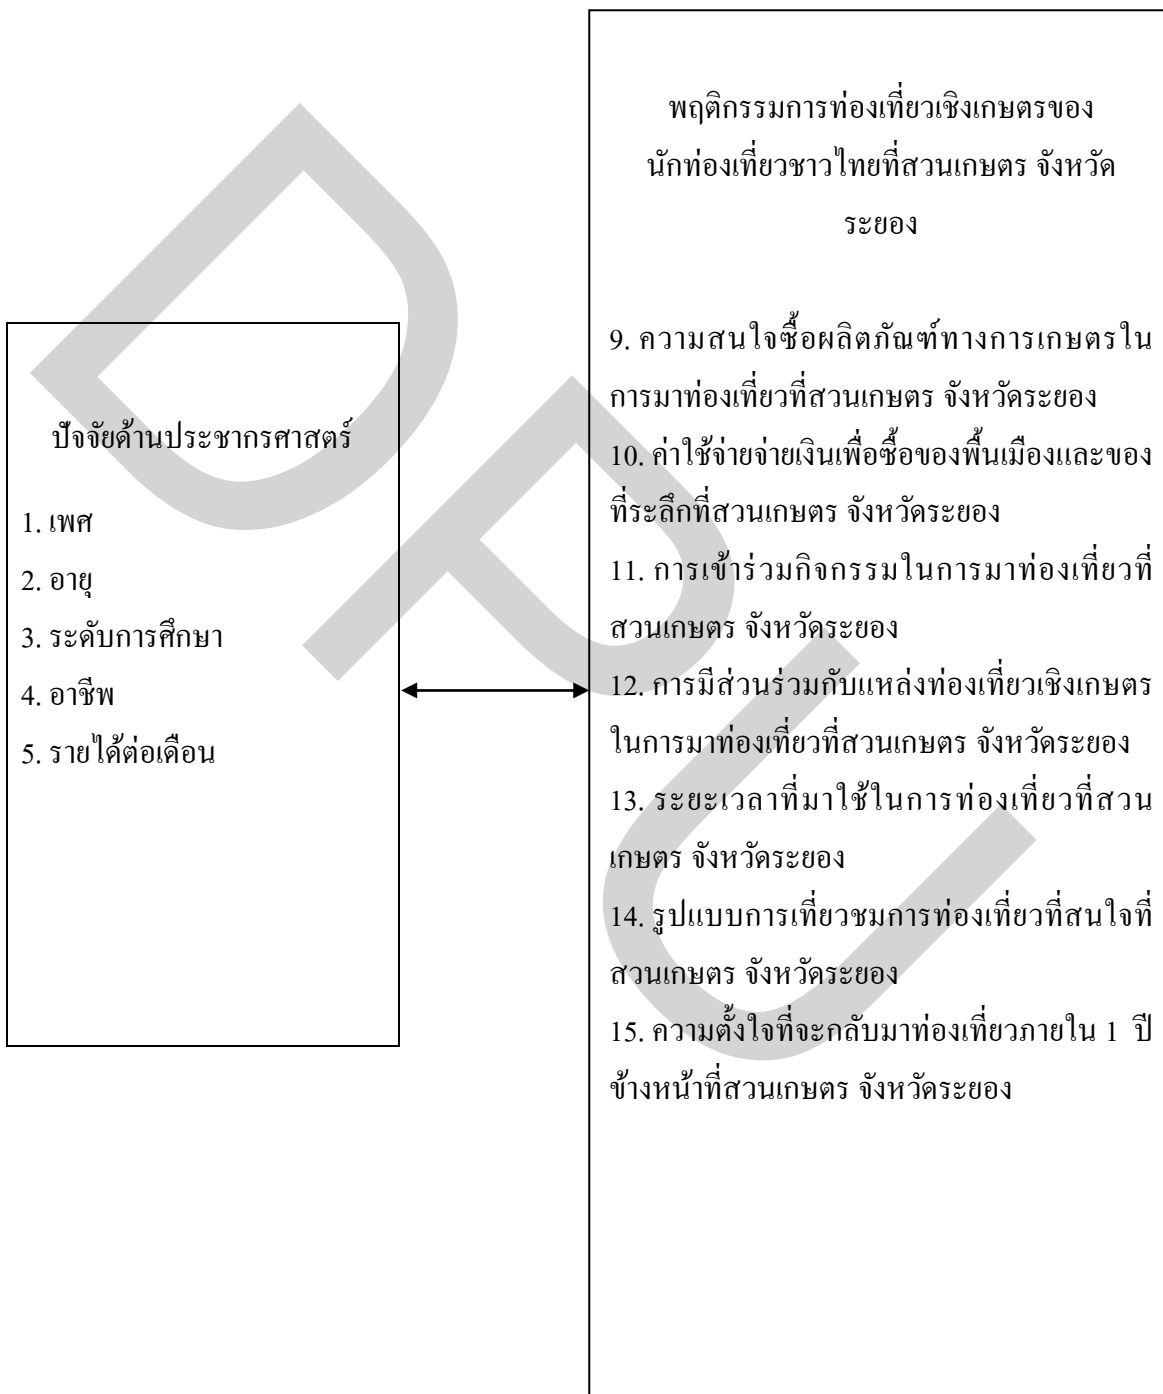 พฤติกรรมการท่องเที่ยวเชิงเกษตรของ
นักท่องเที่ยวชาวไทยที่สวนเกษตร จังหวัด
ระยอง
ปัจจัยด้านประชากรศาสตร์
1. เพศ
2. อายุ
3. ระดับการศึกษา
4. อาชีพ
5. รายได้ต่อเดือน
9. ความสนใจซื้อผลิตภัณฑ์ทางการเกษตรใน
การมาท่องเที่ยวที่สวนเกษตร จังหวัดระยอง
10. ค่าใช้จ่ายจ่ายเงินเพื่อซื้อของพื้นเมืองและของ
ที่ระลึกที่สวนเกษตร จังหวัดระยอง
11. การเข้าร่วมกิจกรรมในการมาท่องเที่ยวที่
สวนเกษตร จังหวัดระยอง
12. การมีส่วนร่วมกับแหล่งท่องเที่ยวเชิงเกษตร
ในการมาท่องเที่ยวที่สวนเกษตร จังหวัดระยอง
13. ระยะเวลาที่มาใช้ในการท่องเที่ยวที่สวน
เกษตร จังหวัดระยอง
14. รูปแบบการเที่ยวชมการท่องเที่ยวที่สนใจที่
สวนเกษตร จังหวัดระยอง
15. ความตั้งใจที่จะกลับมาท่องเที่ยวภายใน 1 ปี
ข้างหน้าที่สวนเกษตร จังหวัดระยอง
DPU